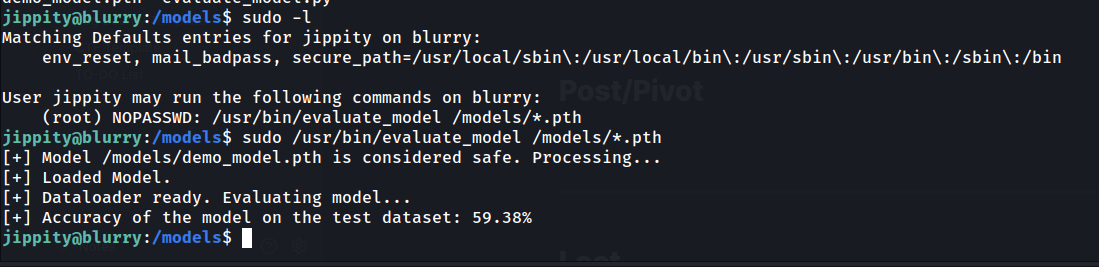 demo_model.pth  evaluate_model.py
jippity@blurry:/models$ sudo -l
Matching Defaults entries for jippity on blurry:
    env_reset, mail_badpass, secure_path=/usr/local/sbin\:/usr/local/bin\:/usr/sbin\:/usr/bin\:/sbin\:/bin
Post/Pivot
User jippity may run the following commands on blurry:
    (root) NOPASSWD: /usr/bin/evaluate_model /models/*.pth
jippity@blurry:/models$ sudo /usr/bin/evaluate_model /models/*.pth
[+] Model /models/demo_model.pth is considered safe. Processing...
[+] Loaded Model.
[+] Dataloader ready. Evaluating model...
[+] Accuracy of the model on the test dataset: 59.38%
jippity@blurry:/models$
Loot